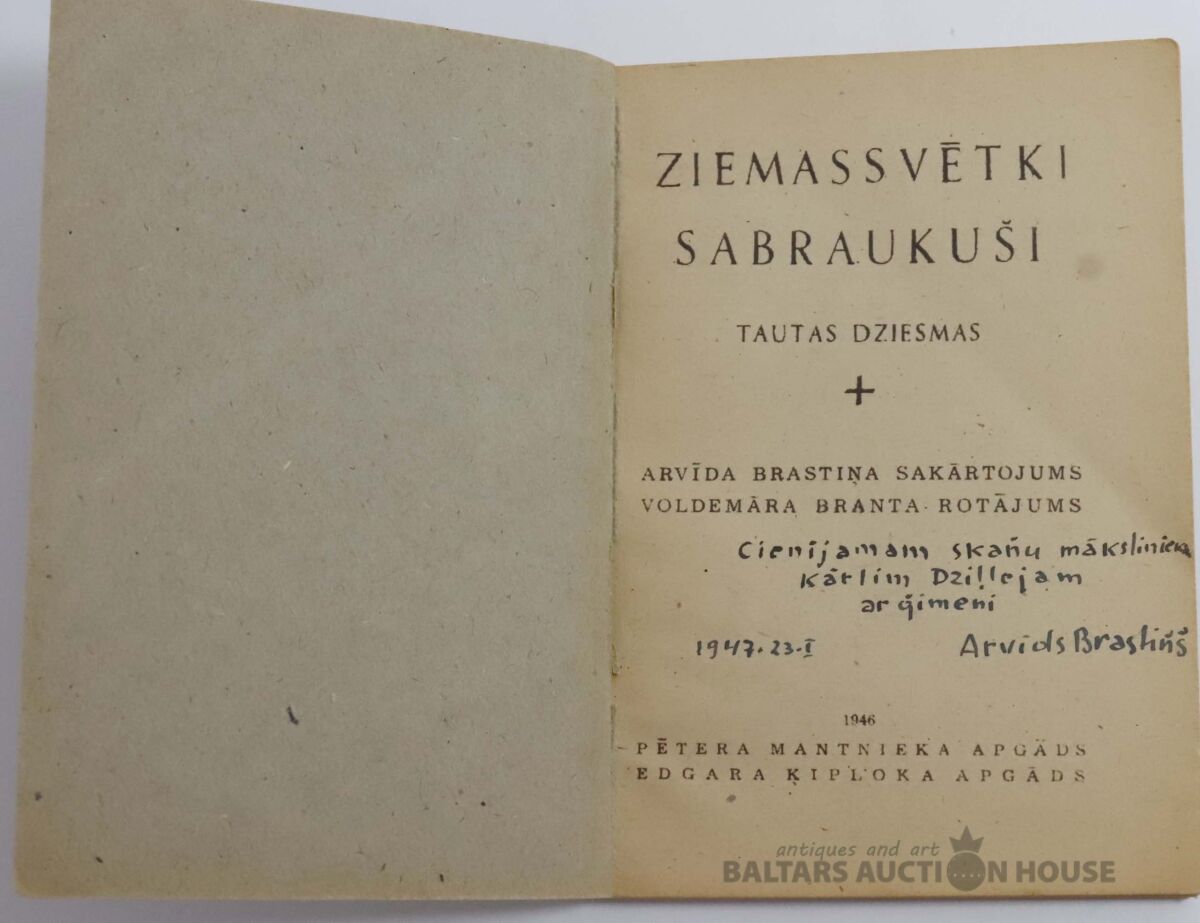 ZIEMASSVĒTKI
SABRAUKUŠI
TAUTAS DZIESMAS
+
ARVĪDA BRASTIŅA SAKĀRTOJUMS
VOLDEMĀRA BRANTA ROTĀJUMS
Cienījamam skaņu māksliniekam
Kārlim Dziļlejam
ar ģimeni
1947.23.I Arvīds Brastiņš
1946
PĒTERA MANTNIEKA APGĀDS
EDGARA ĶIPLOKA APGĀDS
antiques and art
BALTARS AUCTION HOUSE